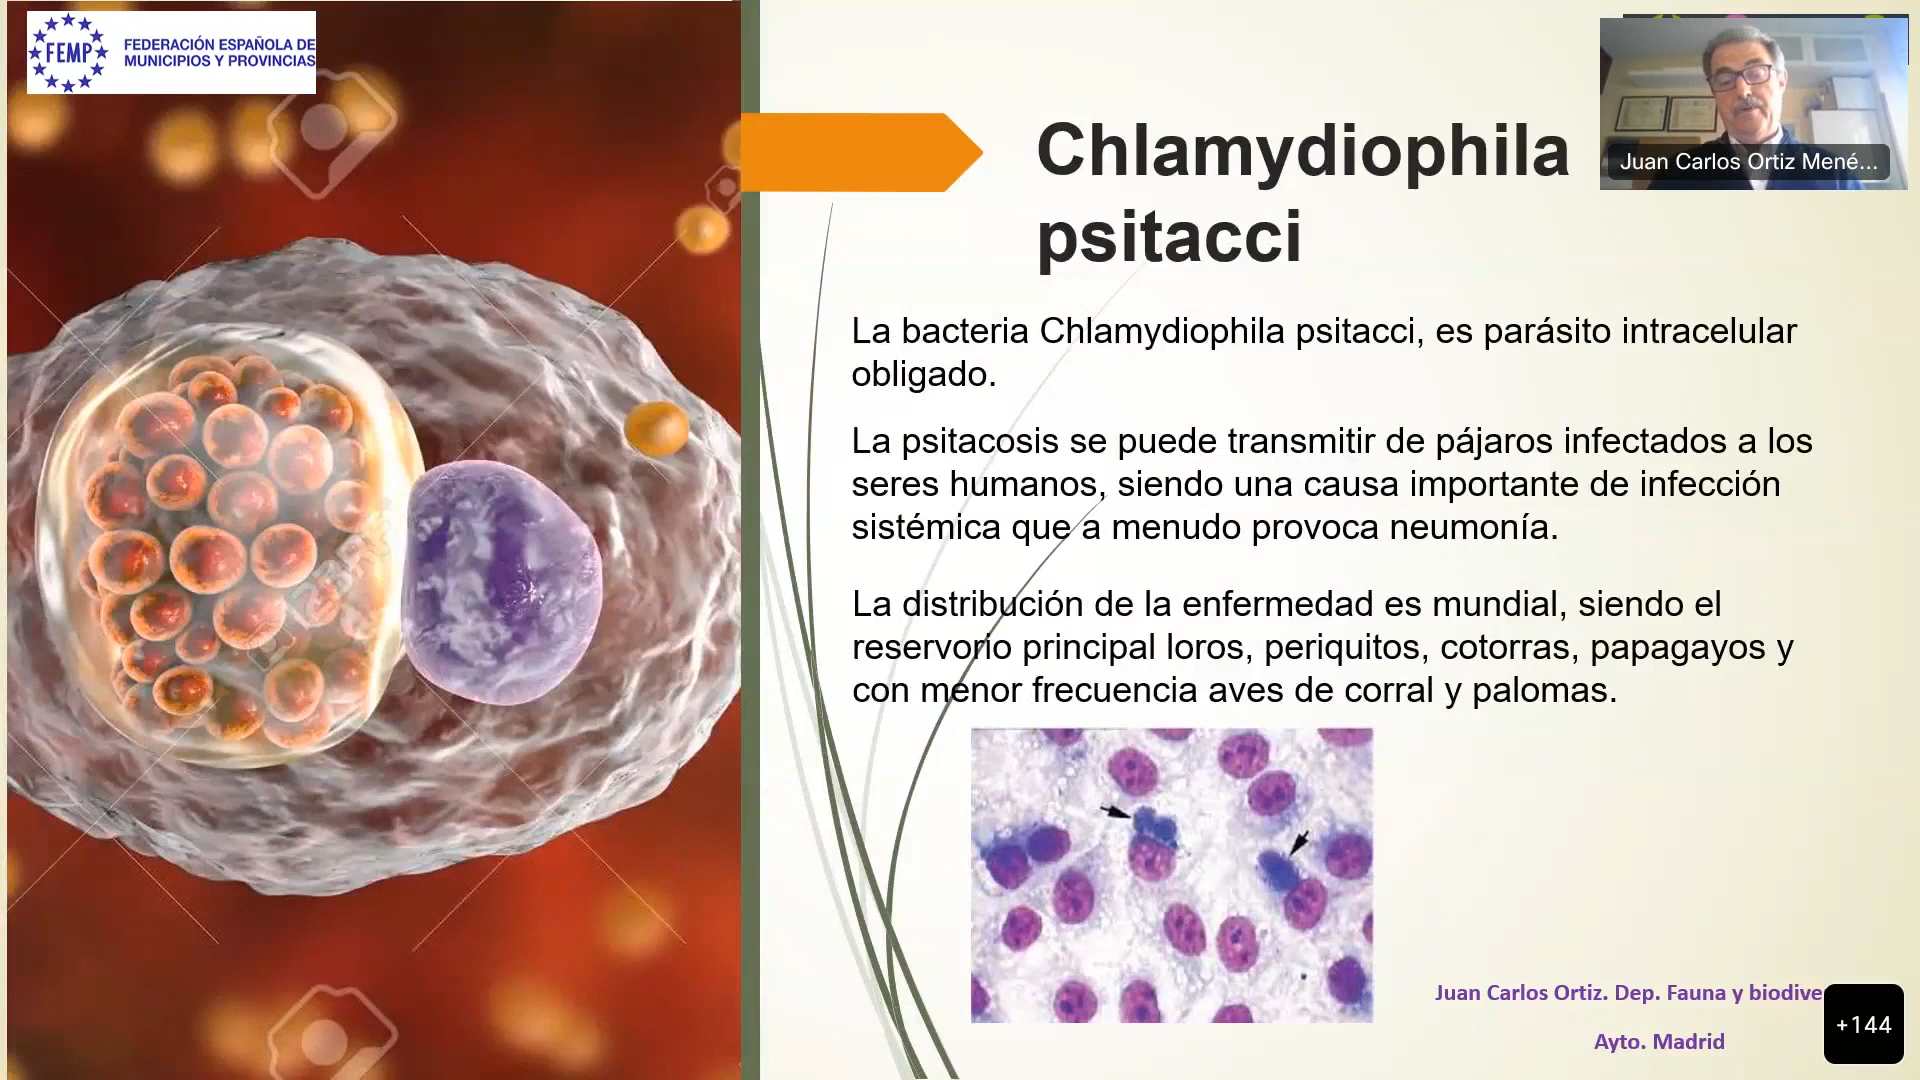 FEMP
FEDERACIÓN ESPAÑOLA DE
MUNICIPIOS Y PROVINCIAS
Chlamydiophila
psitacci
Juan Carlos Ortiz Mené...
La bacteria Chlamydiophila psitacci, es parásito intracelular
obligado.
La psitacosis se puede transmitir de pájaros infectados a los
seres humanos, siendo una causa importante de infección
sistémica que a menudo provoca neumonía.
La distribución de la enfermedad es mundial, siendo el
reservorio principal loros, periquitos, cotorras, papagayos y
con menor frecuencia aves de corral y palomas.
Juan Carlos Ortiz. Dep. Fauna y biodive
Ayto. Madrid
+144